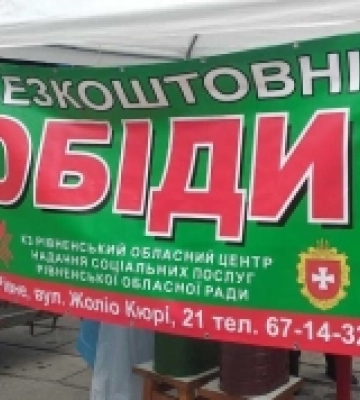 ЕЗКОШТОВНІ
ОБІДИ
КЗ РІВНЕНСЬКИЙ ОБЛАСНИЙ ЦЕНТР
НАДАННЯ СОЦІАЛЬНИХ ПОСЛУГ
РІВНЕНСЬКОЇ ОБЛАСНОЇ РАДИ
Рівне, вул. Жоліо Кюрі, 21 тел. 67-14-32